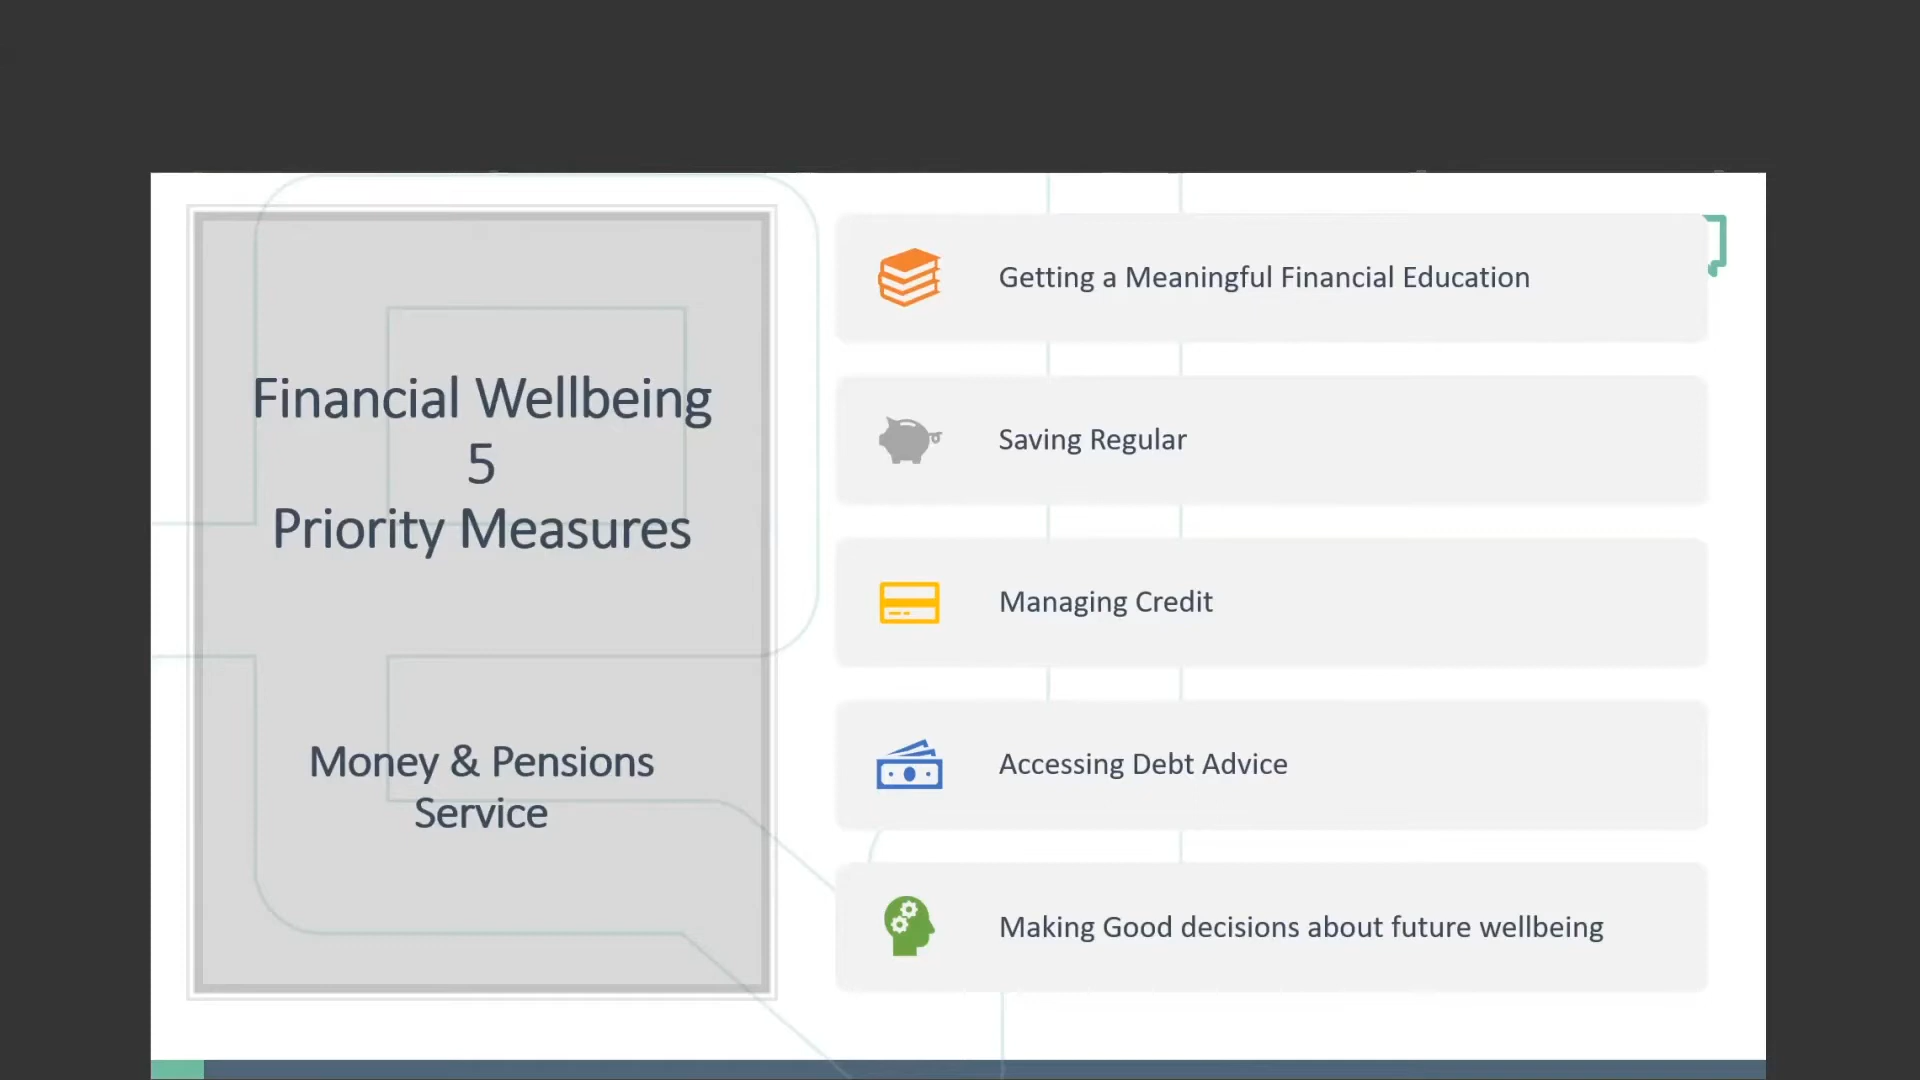 Financial Wellbeing
5
Priority Measures
Money & Pensions
Service
Getting a Meaningful Financial Education
Saving Regular
Managing Credit
Accessing Debt Advice
Making Good decisions about future wellbeing